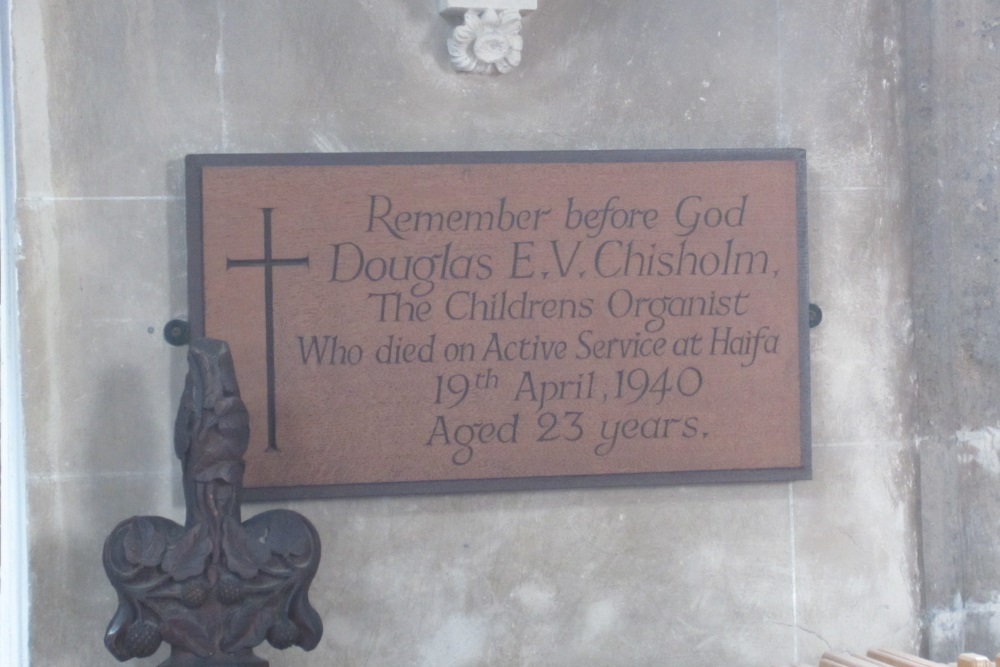 Remember before God
Douglas E.V. Chisholm,
The Childrens Organist
Who died on Active Service at Haifa
19th April, 1940
Aged 23 years.